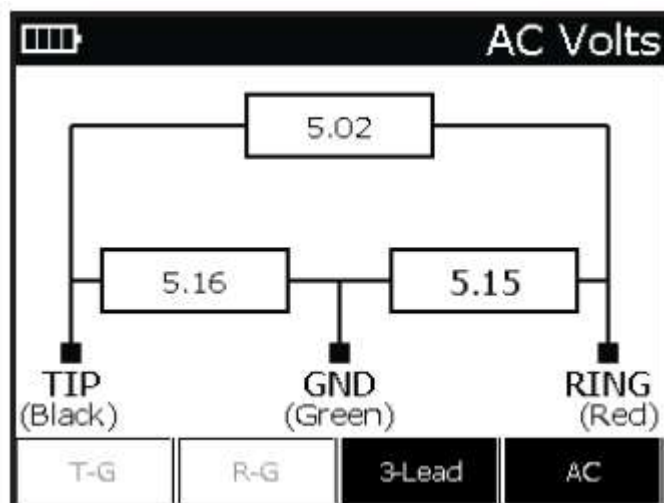 AC Volts
5.02
5.16 5.15
TIP GND RING
(Black) (Green) (Red)
T-G R-G 3-Lead AC